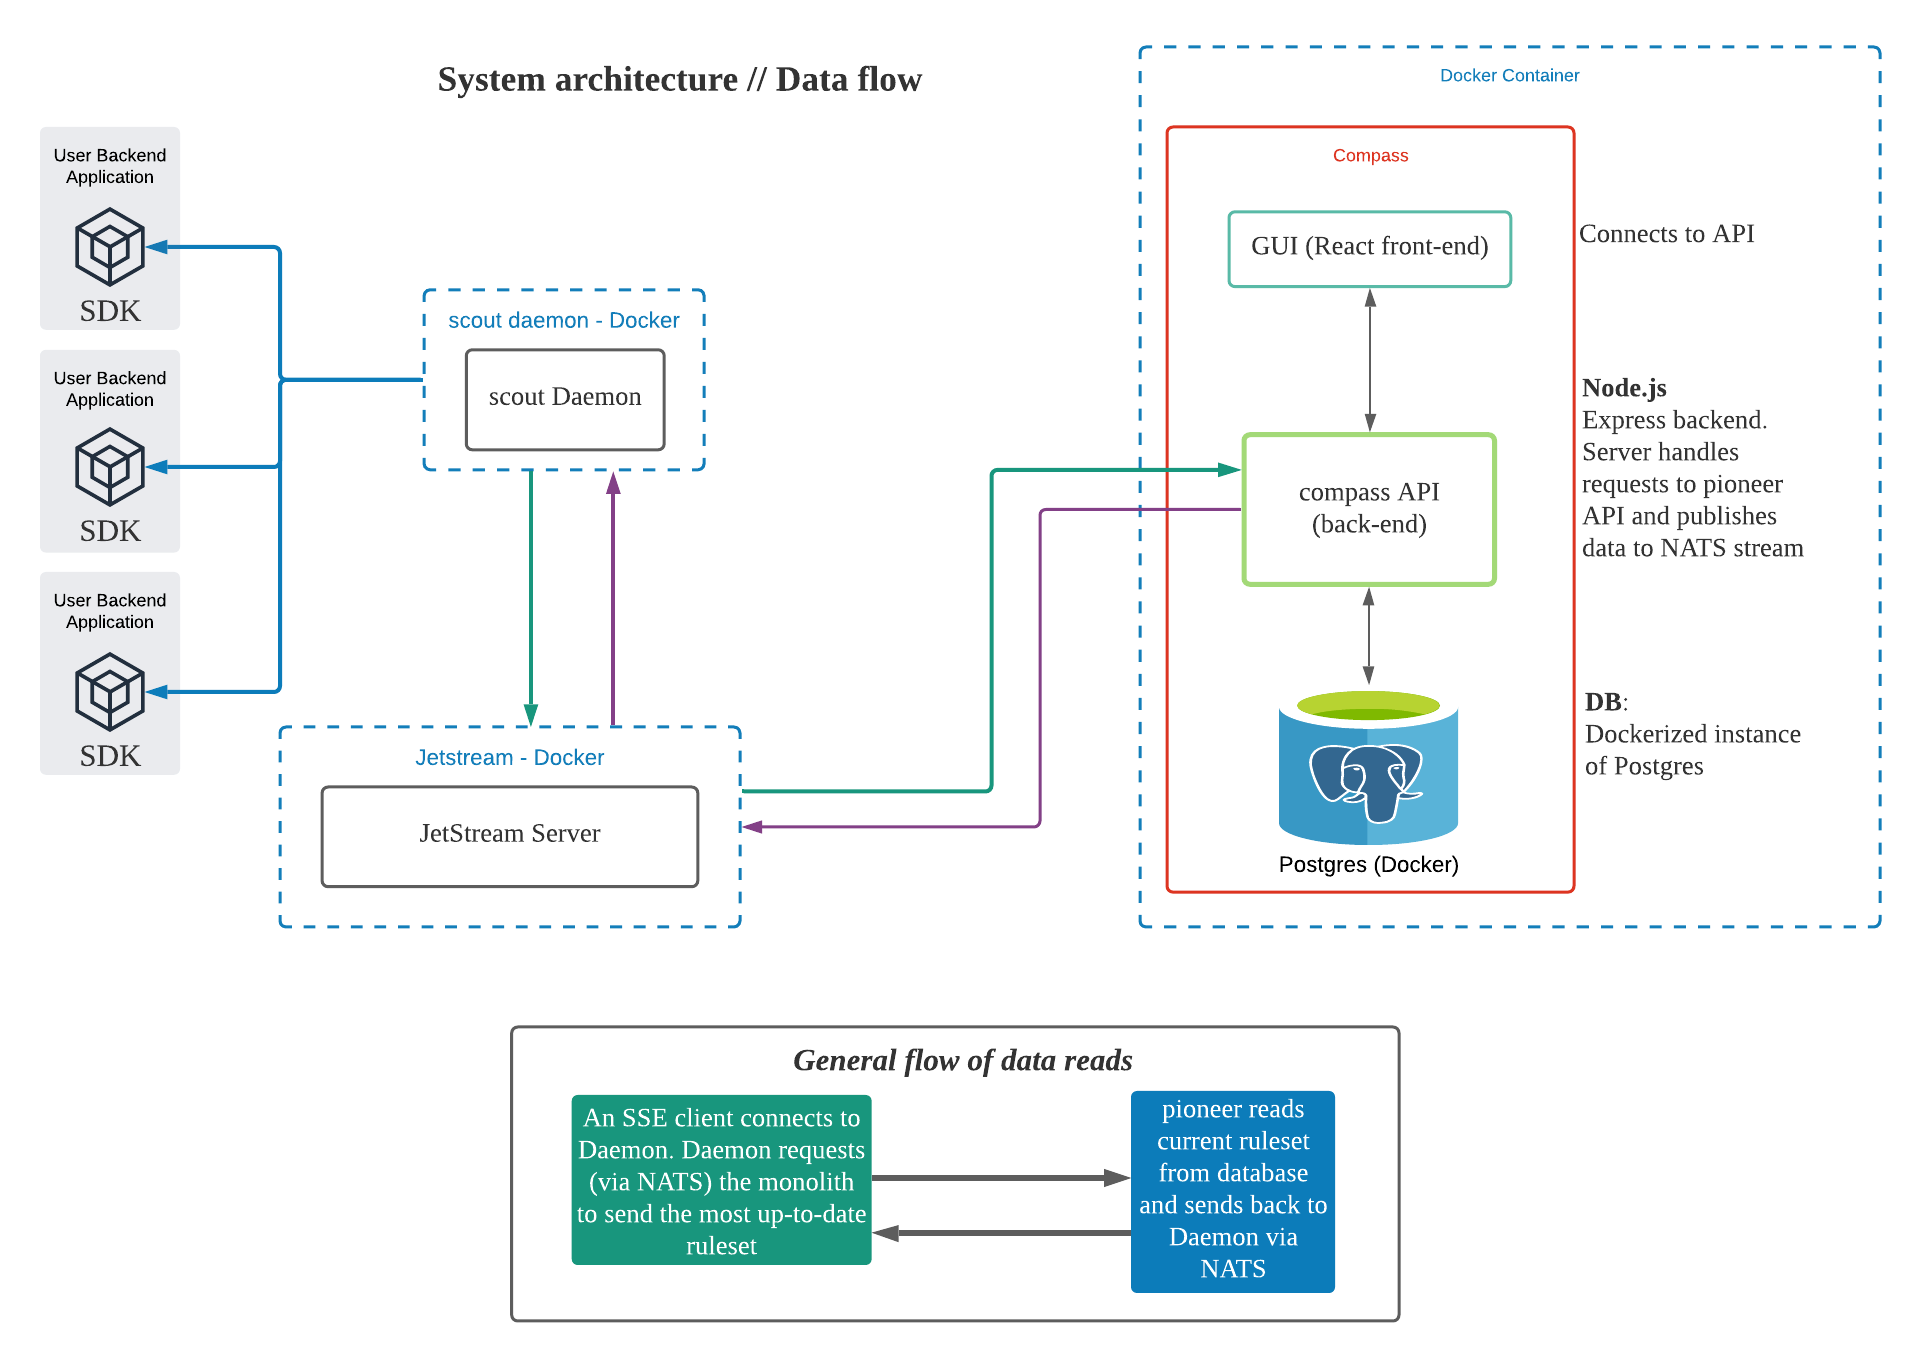 System architecture // Data flow
User Backend
Application
SDK
User Backend
Application
SDK
User Backend
Application
SDK
scout daemon - Docker
scout Daemon
Jetstream - Docker
JetStream Server
Docker Container
Compass
GUI (React front-end)
Connects to API
compass API
(back-end)
Node.js
Express backend.
Server handles
requests to pioneer
API and publishes
data to NATS stream
Postgres (Docker)
DB:
Dockerized instance
of Postgres
General flow of data reads
An SSE client connects to
Daemon. Daemon requests
(via NATS) the monolith
to send the most up-to-date
ruleset
pioneer reads
current ruleset
from database
and sends back to
Daemon via
NATS